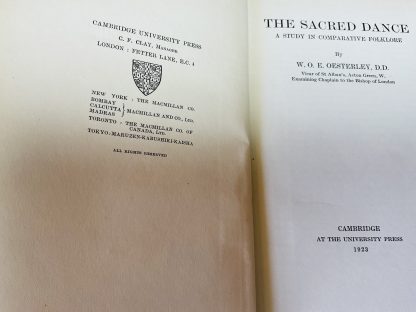 CAMBRIDGE UNIVERSITY PRESS
C. F. CLAY, MANAGER
LONDON : FETTER LANE, E.C. 4
NEW YORK : THE MACMILLAN CO.
BOMBAY
CALCUTTA } MACMILLAN AND CO., LTD.
MADRAS
TORONTO : THE MACMILLAN CO. OF
CANADA, LTD.
TOKYO : MARUZEN-KABUSHIKI-KAISHA
ALL RIGHTS RESERVED
THE SACRED DANCE
A STUDY IN COMPARATIVE FOLKLORE
By
W. O. E. OESTERLEY, D.D.
Vicar of St Alban's, Acton Green, W.
Examining Chaplain to the Bishop of London
CAMBRIDGE
AT THE UNIVERSITY PRESS
1923